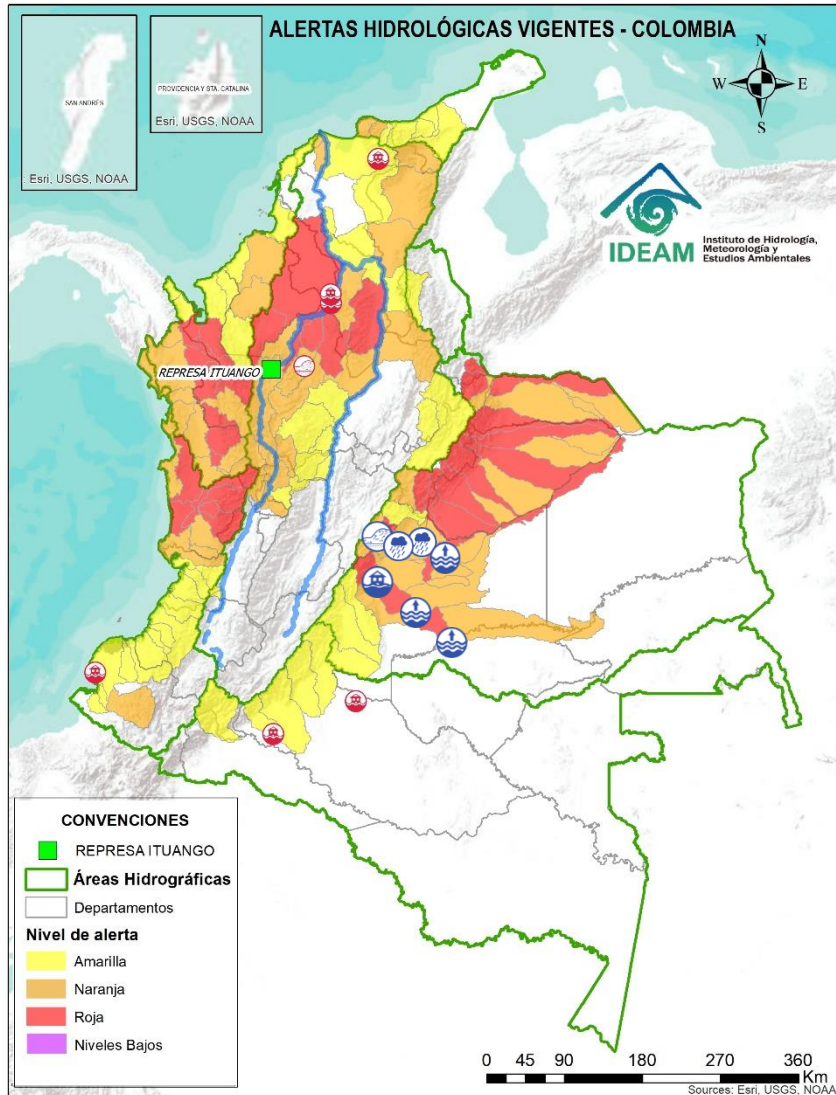 ALERTAS HIDROLÓGICAS VIGENTES - COLOMBIA
SAN ANDRÉS
Esri, USGS, NOAA
PROVIDENCIA Y STA. CATALINA
Esri, USGS, NOAA
N
W
E
S
IDEAM
Instituto de Hidrología,
Meteorología y
Estudios Ambientales
REPRESA ITUANGO
CONVENCIONES
REPRESA ITUANGO
Áreas Hidrográficas
Departamentos
Nivel de alerta
Amarilla
Naranja
Roja
Niveles Bajos
0 45 90 180 270 360
Km
Sources: Esri, USGS, NOAA